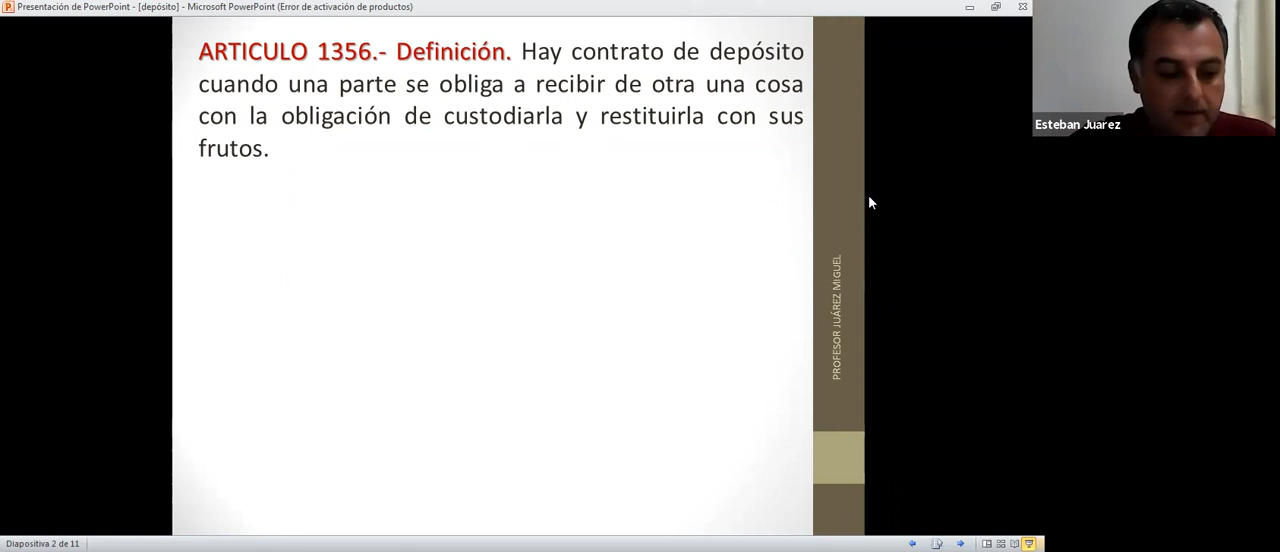 Presentación de PowerPoint - [depósito] - Microsoft PowerPoint (Error de activación de productos)
ARTICULO 1356.- Definición. Hay contrato de depósito
cuando una parte se obliga a recibir de otra una cosa
con la obligación de custodiarla y restituirla con sus
frutos.
PROFESOR JUÁREZ MIGUEL
Esteban Juarez
Diapositiva 2 de 11